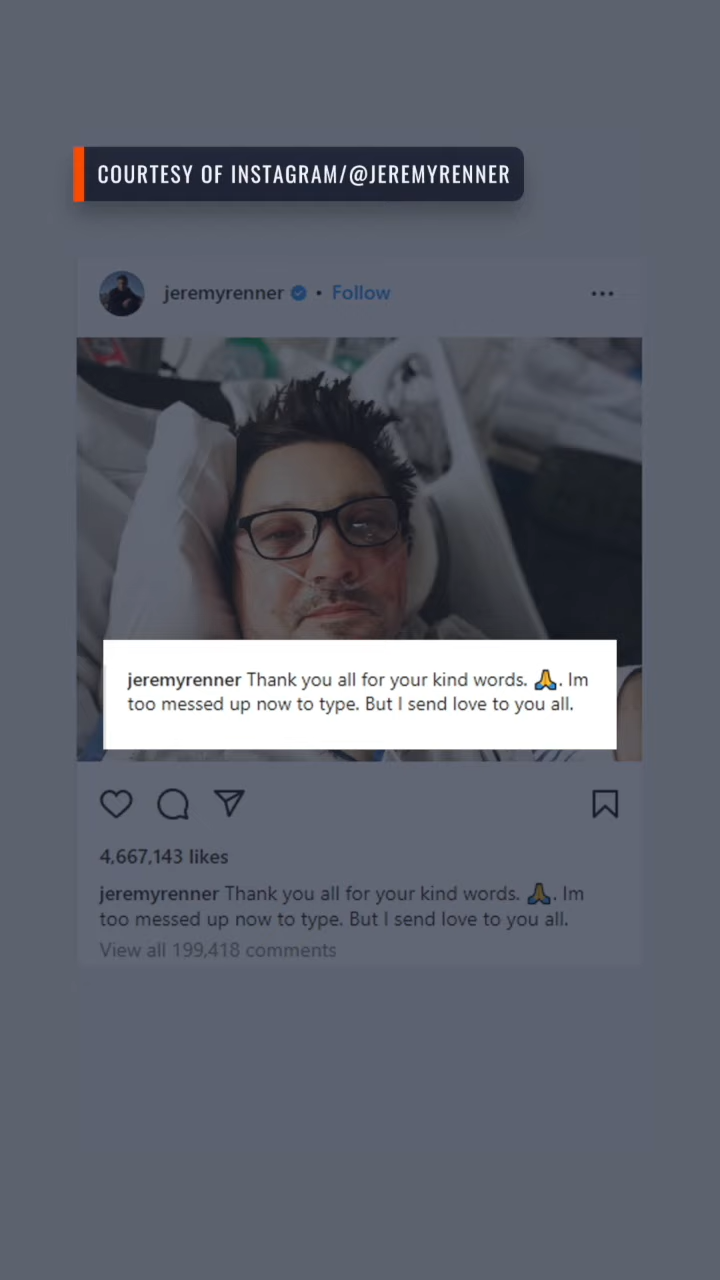 COURTESY OF INSTAGRAM/@JEREMYRENNER
jeremyrenner • Follow
jeremyrenner Thank you all for your kind words. 🙏. Im
too messed up now to type. But I send love to you all.
4,667,143 likes
jeremyrenner Thank you all for your kind words. 🙏. Im
too messed up now to type. But I send love to you all.
View all 199,418 comments